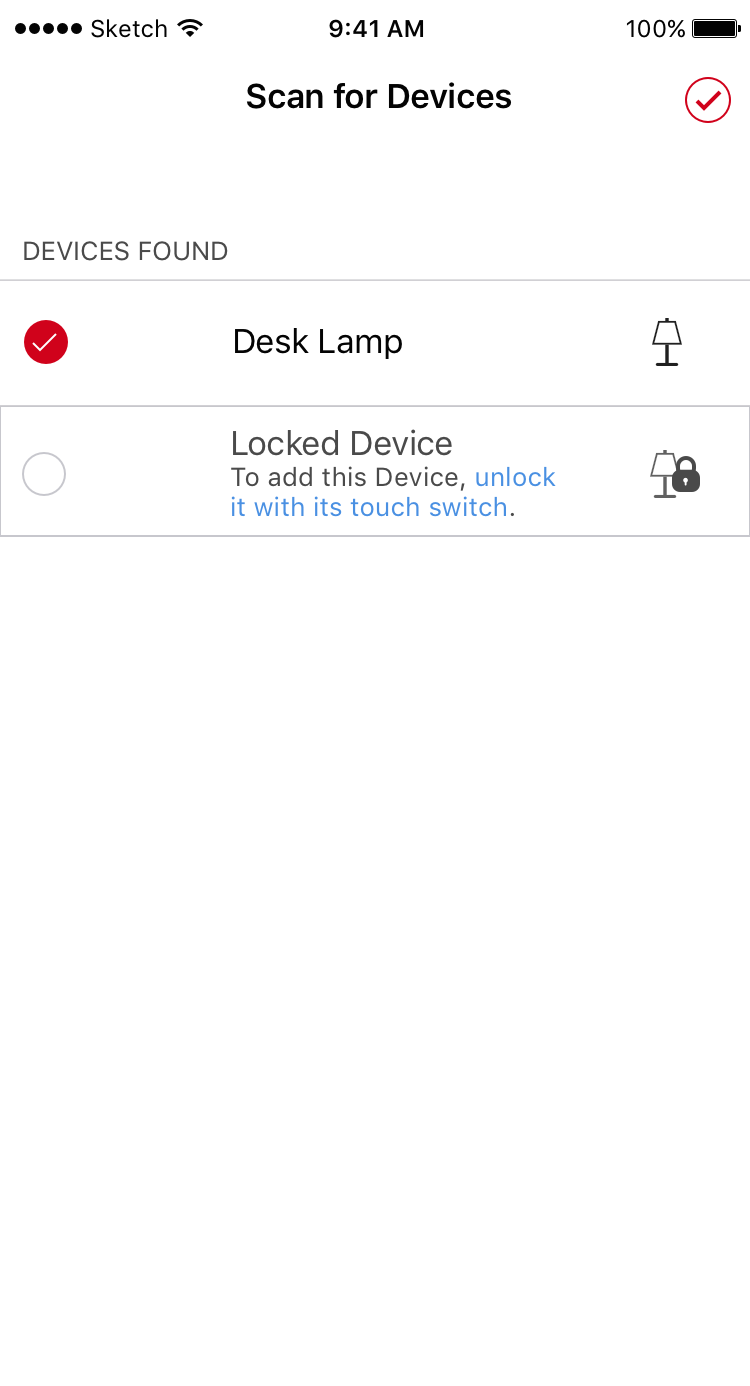 Sketch 9:41 AM 100%
Scan for Devices
DEVICES FOUND
Desk Lamp
Locked Device
To add this Device, unlock
it with its touch switch.